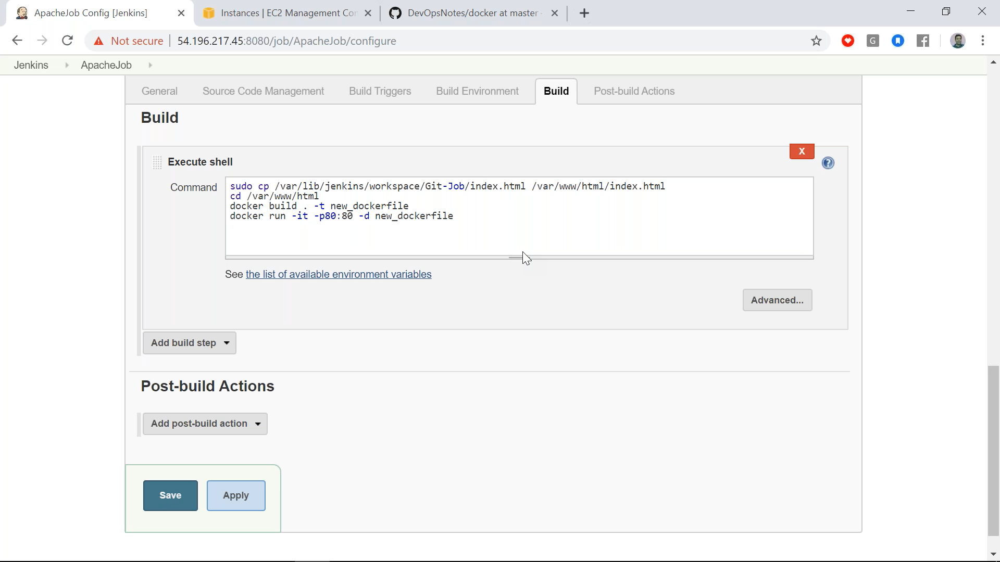 ApacheJob Config [Jenkins]
Instances | EC2 Management Con
DevOpsNotes/docker at master ·
Not secure
54.196.217.45:8080/job/ApacheJob/configure
G
Jenkins
ApacheJob
General
Source Code Management
Build Triggers
Build Environment
Build
Post-build Actions
Build
X
Execute shell
?
Command
sudo cp /var/lib/jenkins/workspace/Git-Job/index.html /var/www/html/index.html
cd /var/www/html
docker build . -t new_dockerfile
docker run -it -p80:80 -d new_dockerfile
See the list of available environment variables
Advanced...
Add build step
Post-build Actions
Add post-build action
Save
Apply